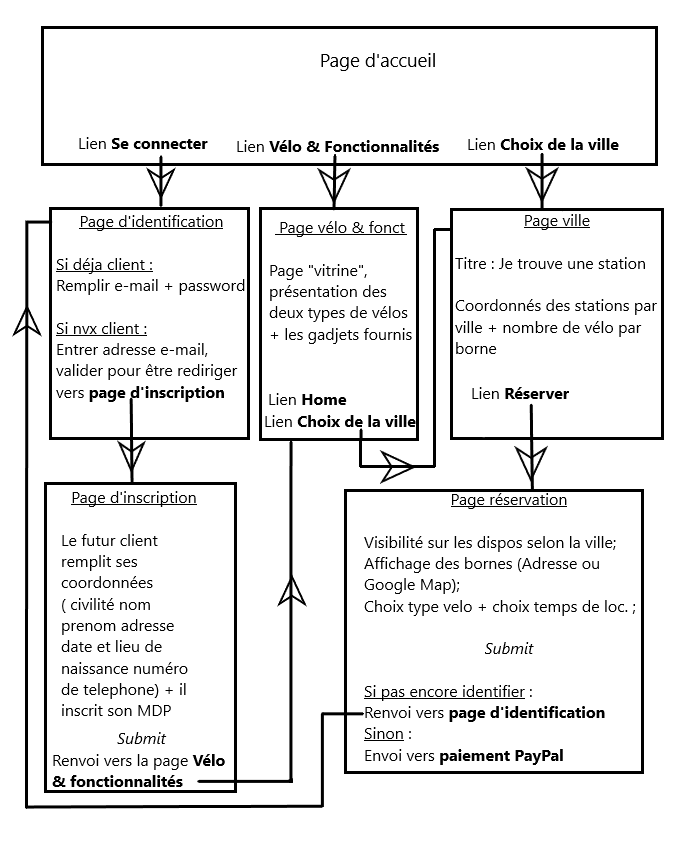 Page d'accueil
Lien Se connecter
Lien Vélo & Fonctionnalités
Lien Choix de la ville
Page d'identification
Si déja client :
Remplir e-mail + password
Si nvx client :
Entrer adresse e-mail,
valider pour être rediriger
vers page d'inscription
Page vélo & fonct
Page "vitrine",
présentation des
deux types de vélos
+ les gadjets fournis
Lien Home
Lien Choix de la ville
Page ville
Titre : Je trouve une station
Coordonnés des stations par
ville + nombre de vélo par
borne
Lien Réserver
Page d'inscription
Le futur client
remplit ses
coordonnées
( civilité nom
prenom adresse
date et lieu de
naissance numéro
de telephone) + il
inscrit son MDP
Submit
Renvoi vers la page Vélo
& fonctionnalités
Page réservation
Visibilité sur les dispos selon la ville;
Affichage des bornes (Adresse ou
Google Map);
Choix type velo + choix temps de loc. ;
Submit
Si pas encore identifier :
Renvoi vers page d'identification
Sinon :
Envoi vers paiement PayPal